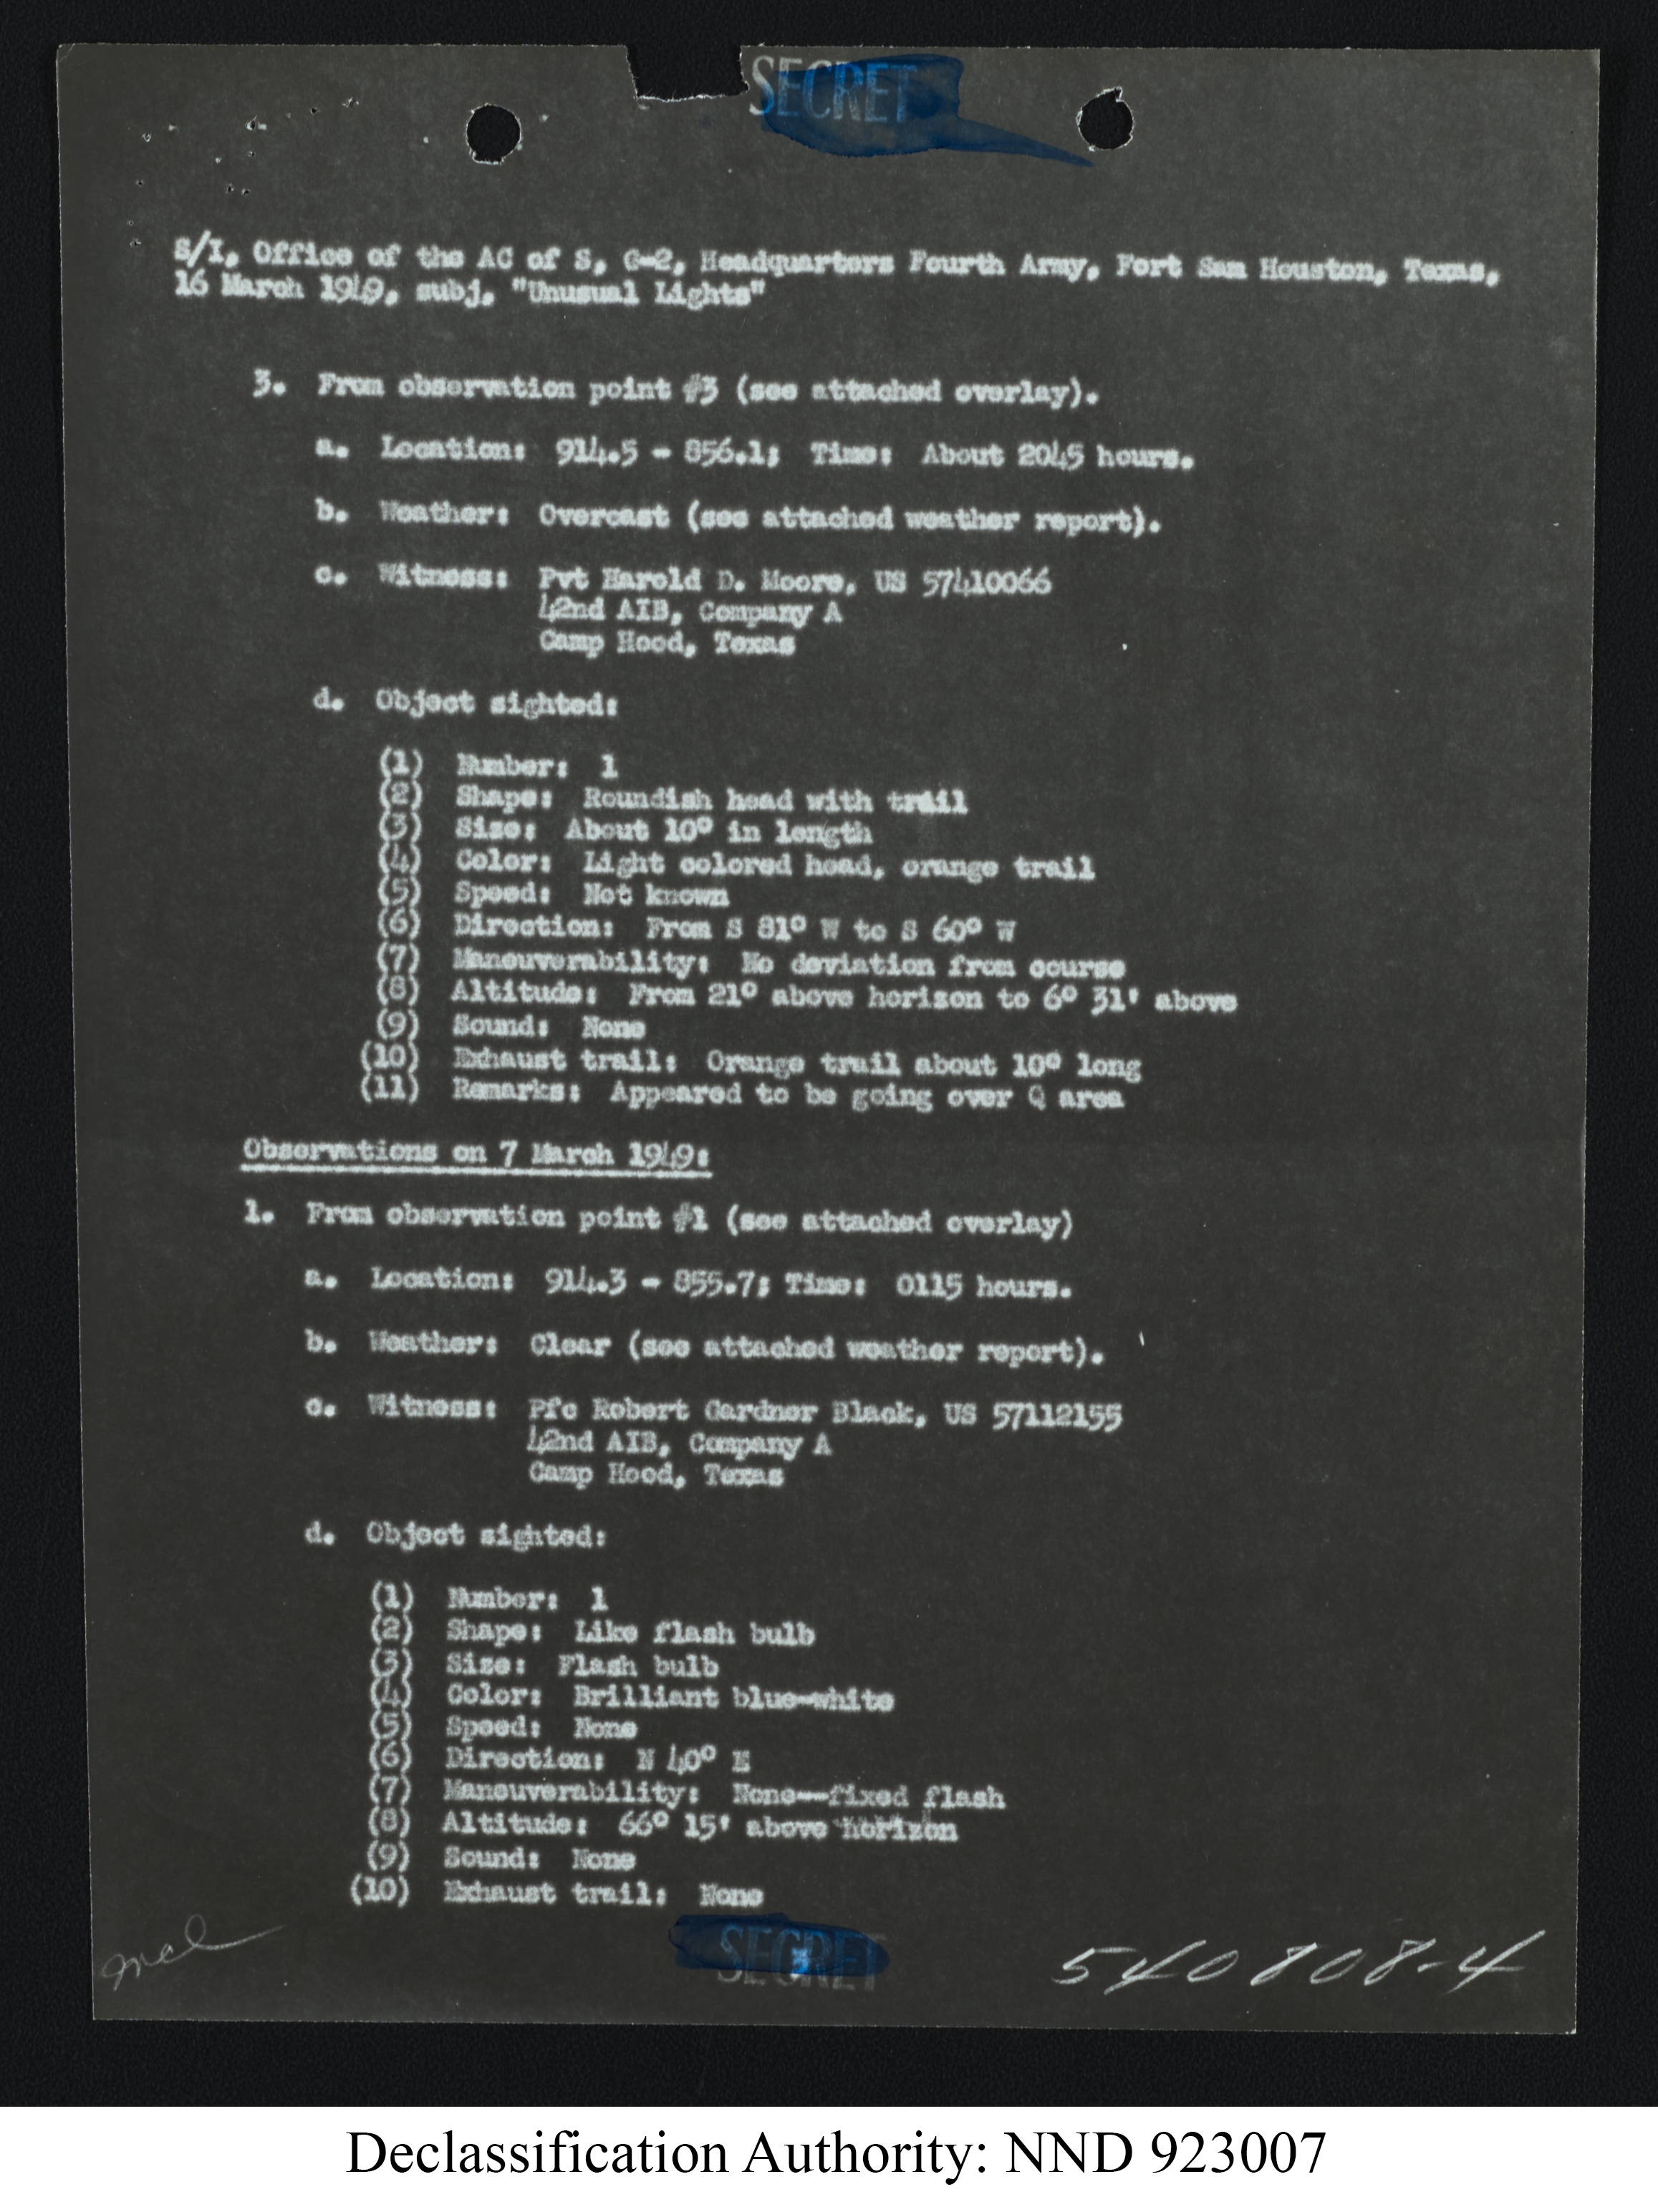 SECRET
S/I, Office of the AC of S, G-2, Headquarters Fourth Army, Fort Sam Houston, Texas,
16 March 1949, subj, "Unusual Lights"
3. From observation point #3 (see attached overlay).
a. Location: 914.5 - 856.1; Time: About 2045 hours.
b. Weather: Overcast (see attached weather report).
c. Witness: Pvt Harold D. Moore, US 57410066
42nd AIB, Company A
Camp Hood, Texas
d. Object sighted:
(1) Number: 1
(2) Shape: Roundish head with trail
(3) Size: About 10° in length
(4) Color: Light colored head, orange trail
(5) Speed: Not known
(6) Direction: From S 81° W to S 60° W
(7) Maneuverability: No deviation from course
(8) Altitude: From 21° above horizon to 6° 31' above
(9) Sound: None
(10) Exhaust trail: Orange trail about 10° long
(11) Remarks: Appeared to be going over Q area
Observations on 7 March 1949:
1. From observation point #1 (see attached overlay)
a. Location: 914.3 - 855.7; Time: 0115 hours.
b. Weather: Clear (see attached weather report).
c. Witness: Pfc Robert Gardner Black, US 57112155
42nd AIB, Company A
Camp Hood, Texas
d. Object sighted:
(1) Number: 1
(2) Shape: Like flash bulb
(3) Size: Flash bulb
(4) Color: Brilliant blue-white
(5) Speed: None
(6) Direction: N 40° E
(7) Maneuverability: None--fixed flash
(8) Altitude: 66° 15' above horizon
(9) Sound: None
(10) Exhaust trail: None
SECRET
540808-4
Declassification Authority: NND 923007